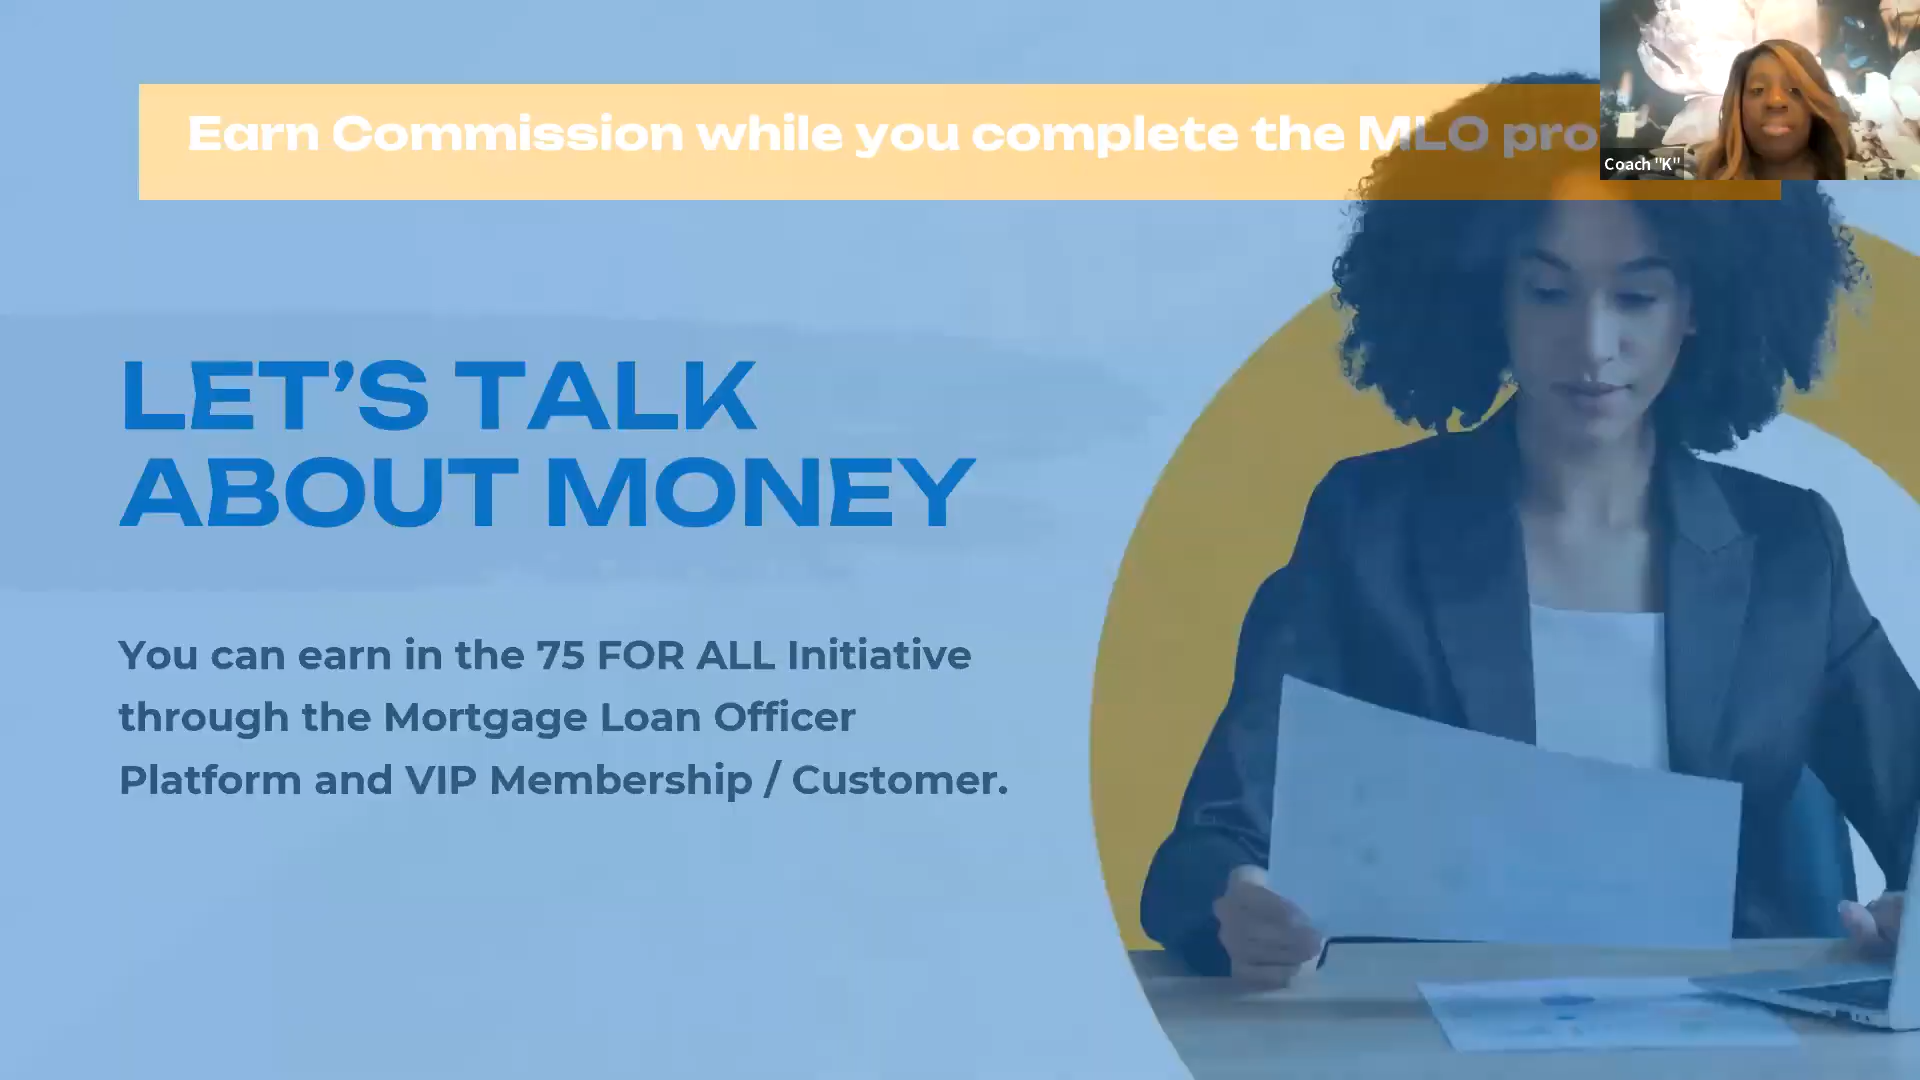 Earn Commission while you complete the MLO pro
Coach "K"
LET'S TALK
ABOUT MONEY
You can earn in the 75 FOR ALL Initiative
through the Mortgage Loan Officer
Platform and VIP Membership / Customer.